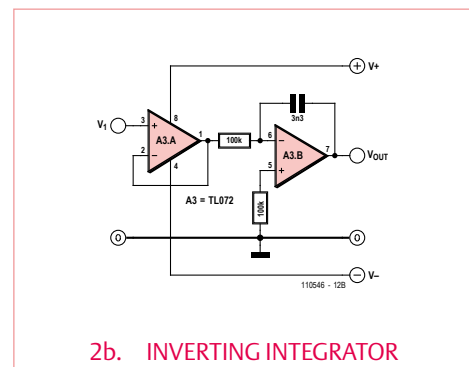 V+
3n3
8
V1
3
+
A3.A
1
100k
6
–
A3.B
7
VOUT
2
–
4
5
+
A3 = TL072
100k
0
0
V–
110546 - 12B
2b. INVERTING INTEGRATOR